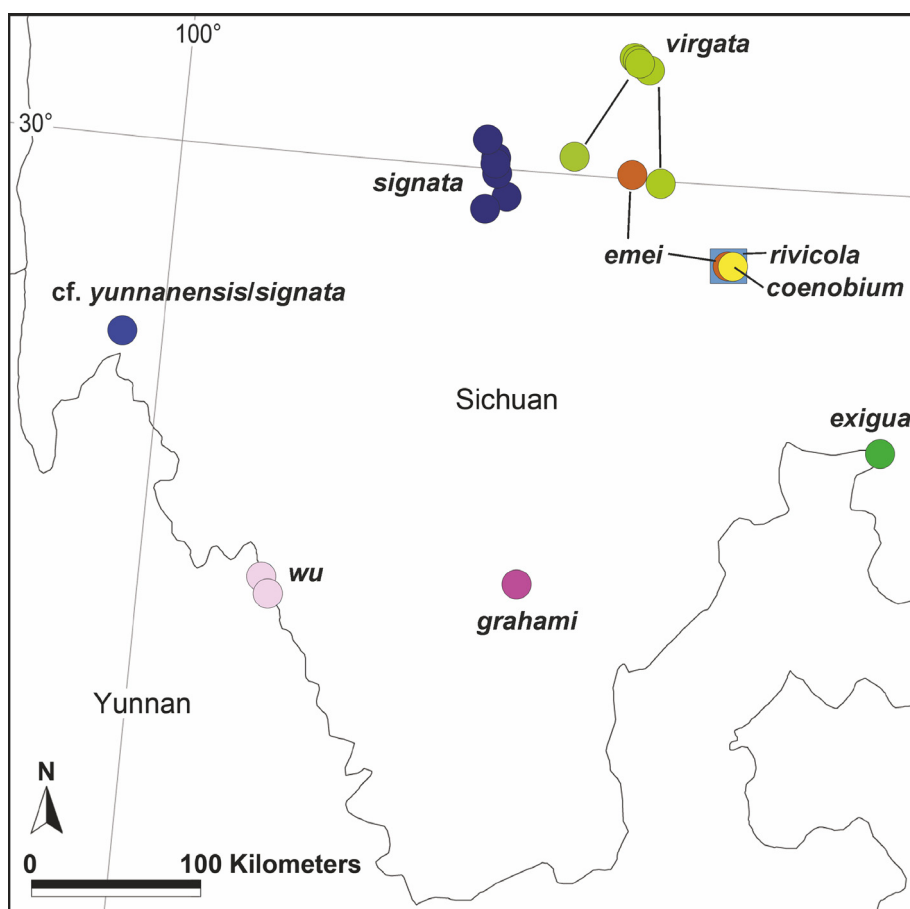 100°
virgata
30°
signata
emei
rivicola
coenobium
cf. yunnanensis/signata
Sichuan
exigua
wu
grahami
Yunnan
N
0 100 Kilometers